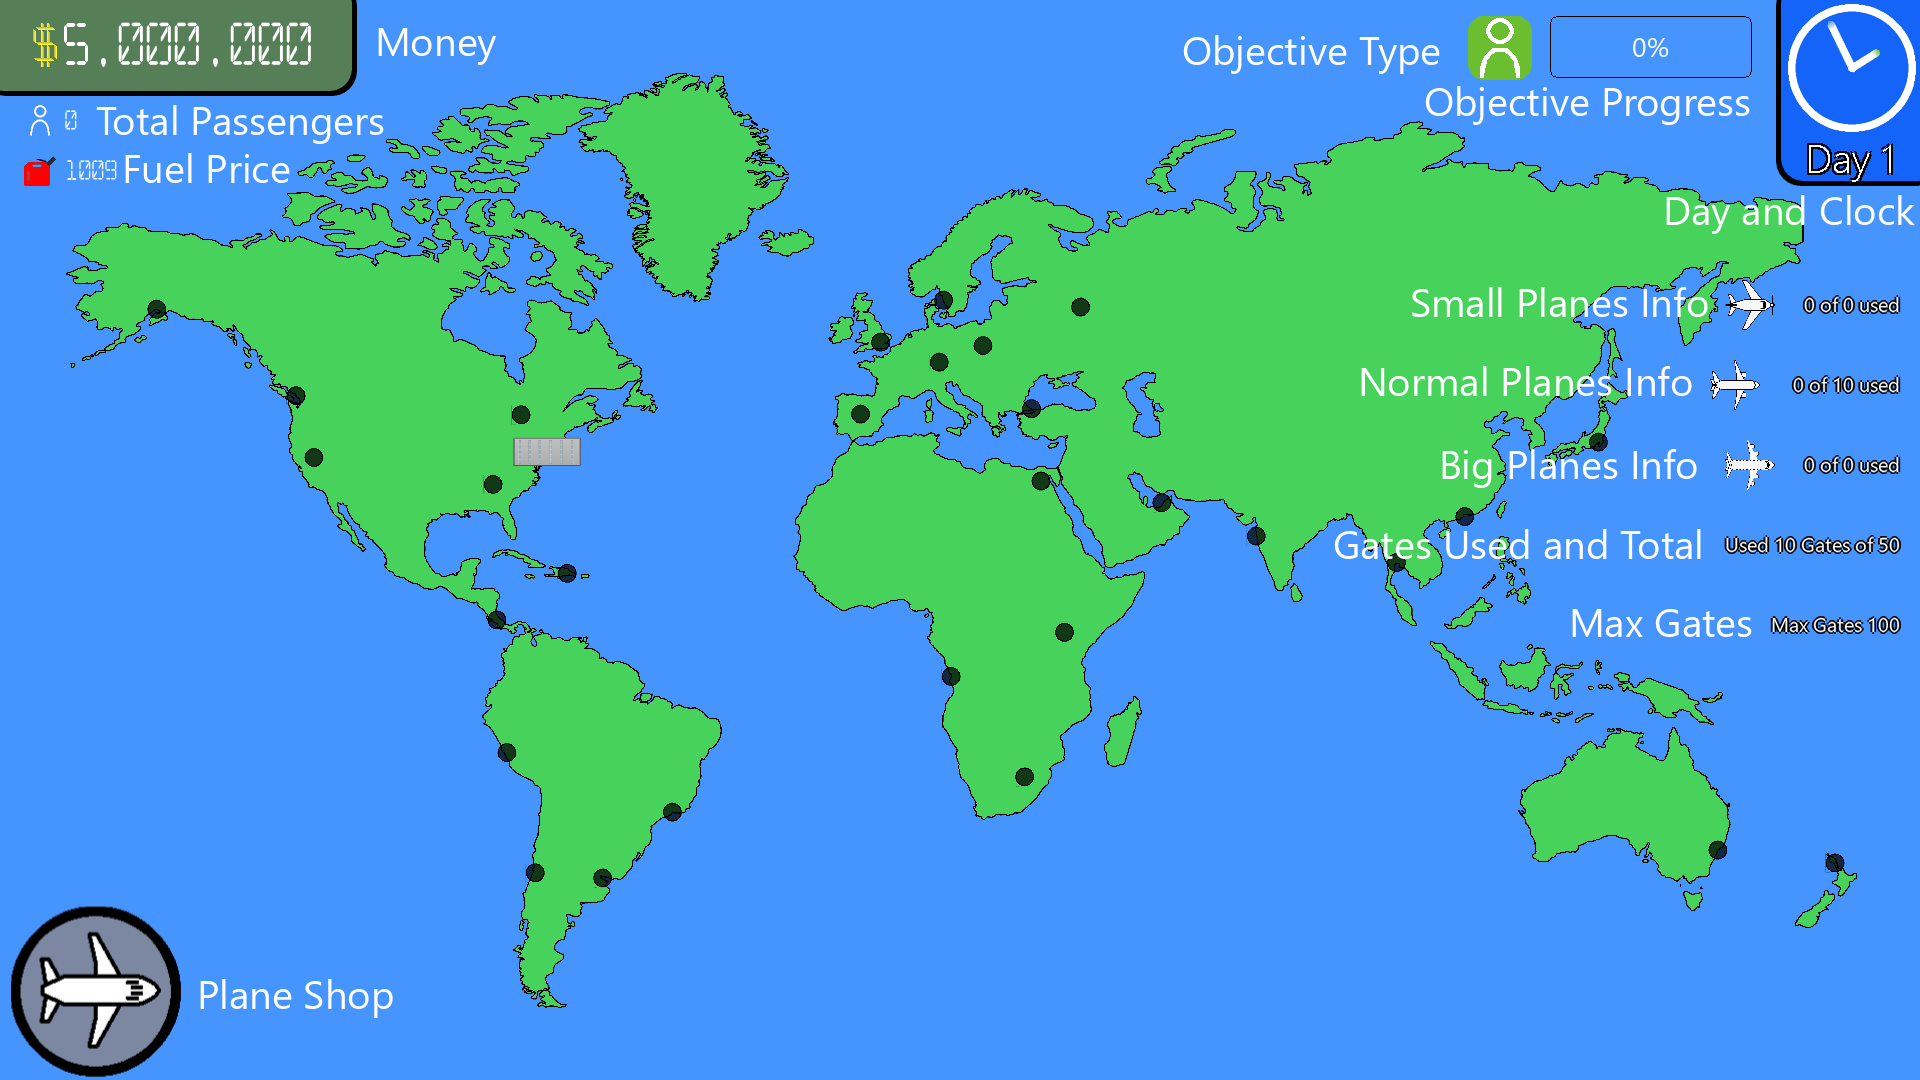 $5.000.000 Money
0 Total Passengers
1009 Fuel Price
Objective Type 0%
Objective Progress
Day 1
Day and Clock
Small Planes Info 0 of 0 used
Normal Planes Info 0 of 10 used
Big Planes Info 0 of 0 used
Gates Used and Total Used 10 Gates of 50
Max Gates Max Gates 100
Plane Shop